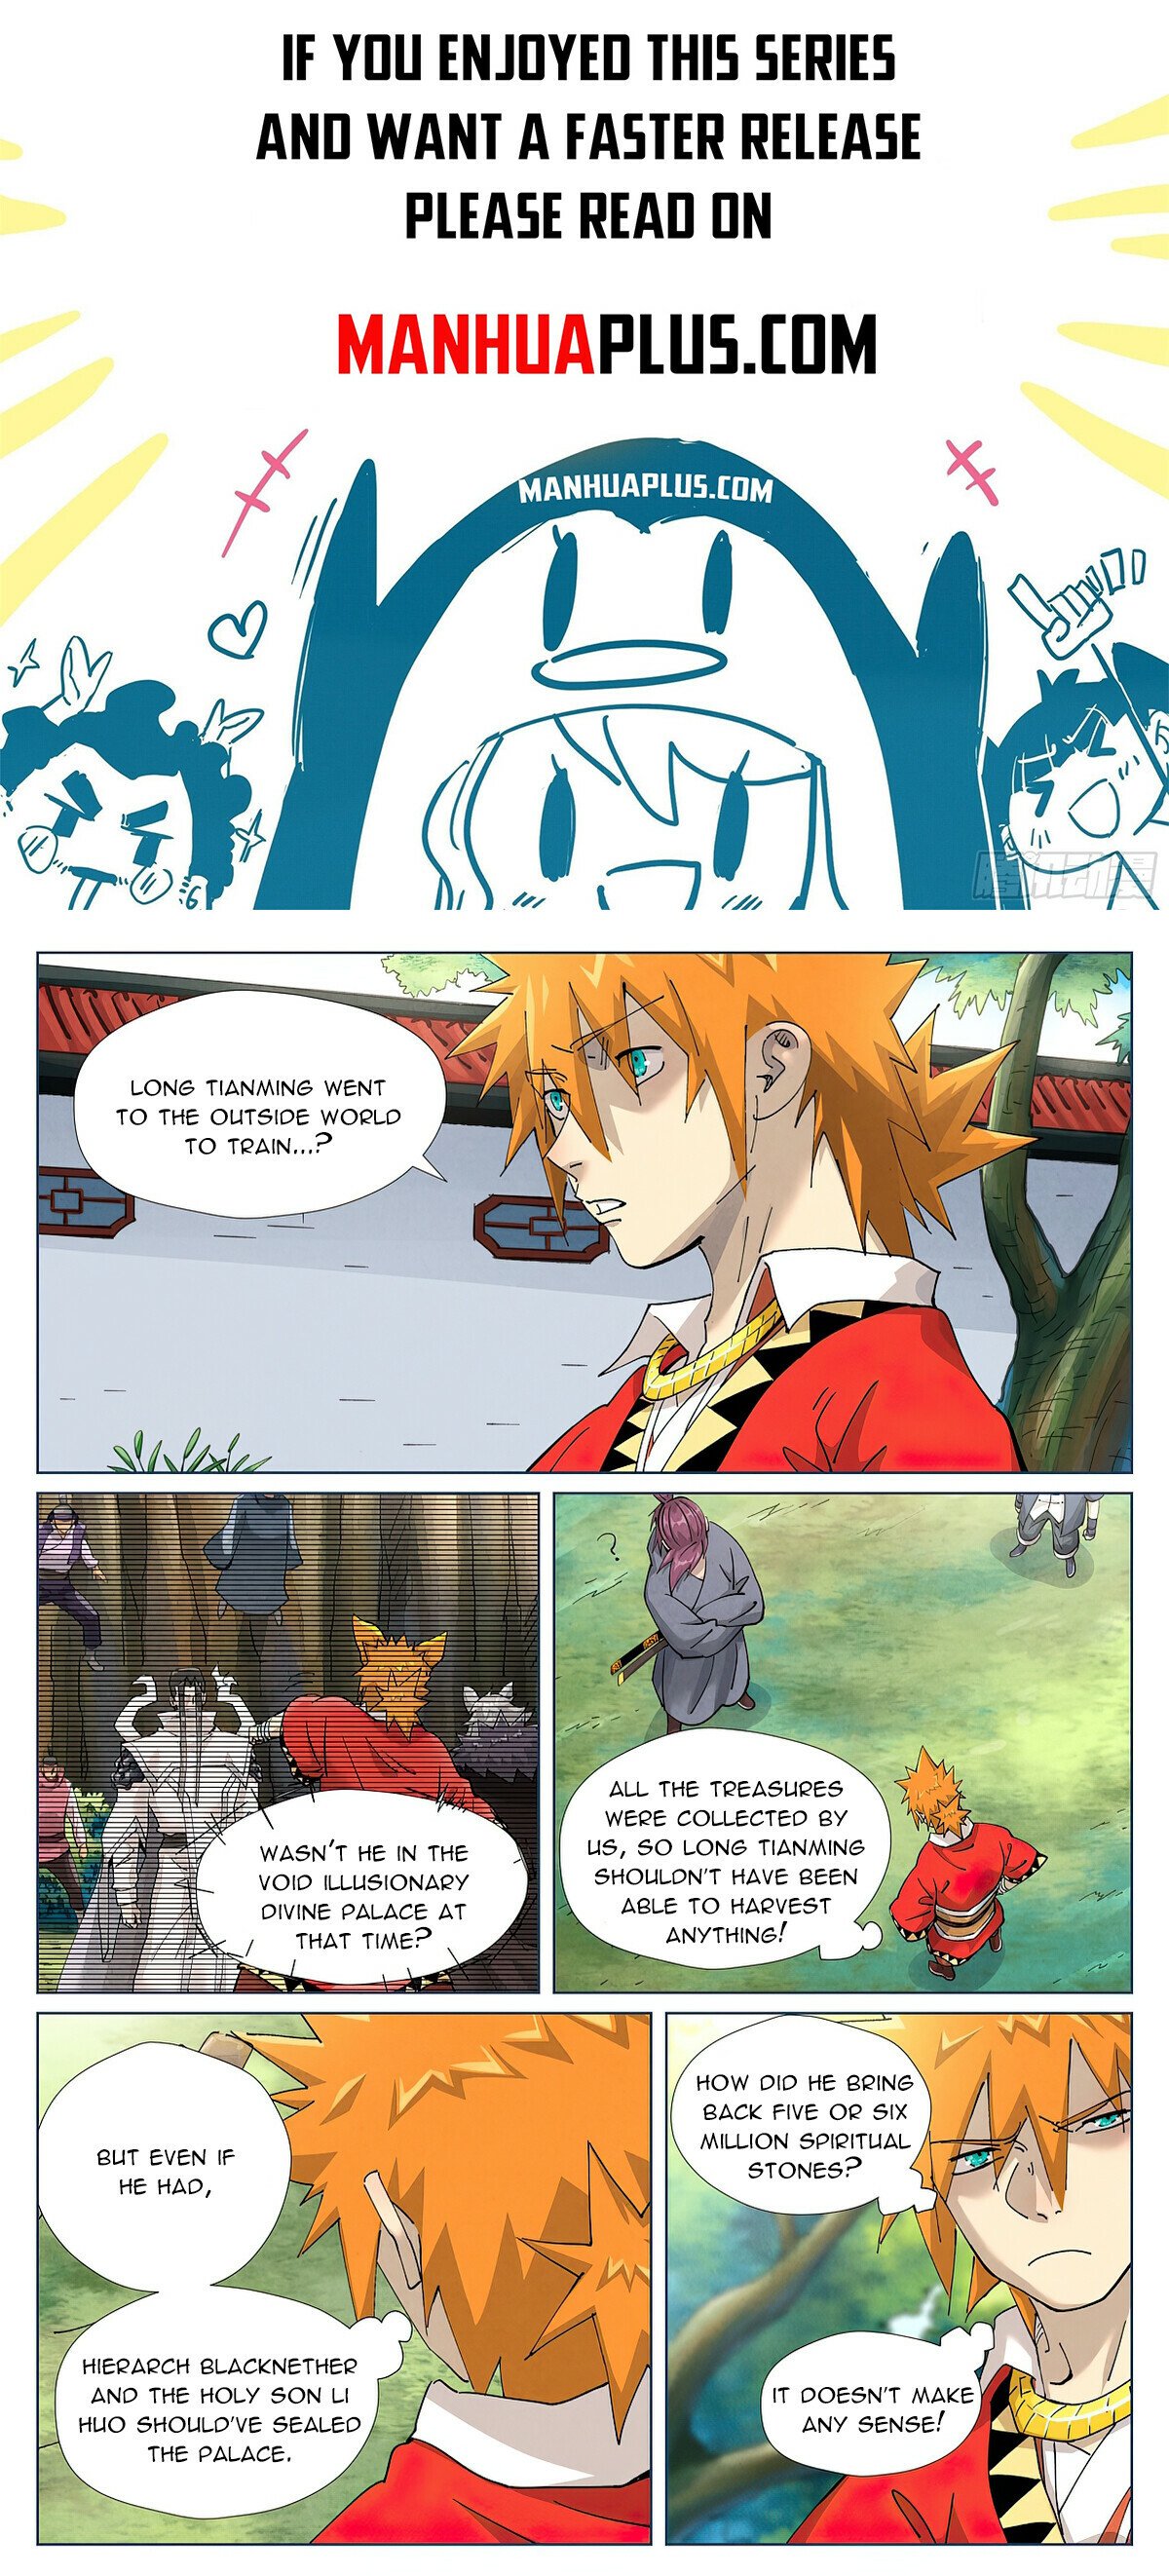 IF YOU ENJOYED THIS SERIES
AND WANT A FASTER RELEASE
PLEASE READ ON
MANHUAPLUS.COM
MANHUAPLUS.COM
腾讯动漫
LONG TIANMING WENT
TO THE OUTSIDE WORLD
TO TRAIN...?
WASN'T HE IN THE
VOID ILLUSIONARY
DIVINE PALACE AT
THAT TIME?
?
ALL THE TREASURES
WERE COLLECTED BY
US, SO LONG TIANMING
SHOULDN'T HAVE BEEN
ABLE TO HARVEST
ANYTHING!
BUT EVEN IF
HE HAD,
HIERARCH BLACKNETHER
AND THE HOLY SON LI
HUO SHOULD'VE SEALED
THE PALACE.
HOW DID HE BRING
BACK FIVE OR SIX
MILLION SPIRITUAL
STONES?
IT DOESN'T MAKE
ANY SENSE!